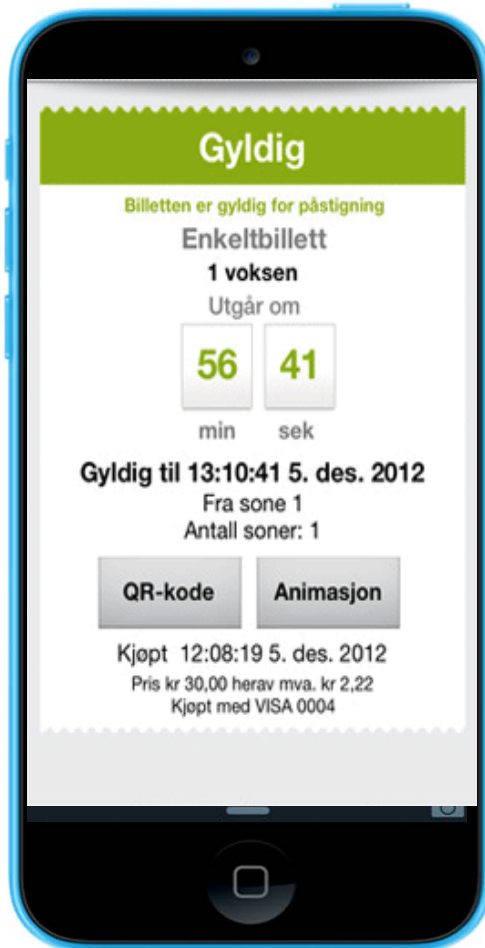 Gyldig
Billetten er gyldig for påstigning
Enkeltbillett
1 voksen
Utgår om
56 41
min sek
Gyldig til 13:10:41 5. des. 2012
Fra sone 1
Antall soner: 1
QR-kode Animasjon
Kjøpt 12:08:19 5. des. 2012
Pris kr 30,00 herav mva. kr 2,22
Kjøpt med VISA 0004